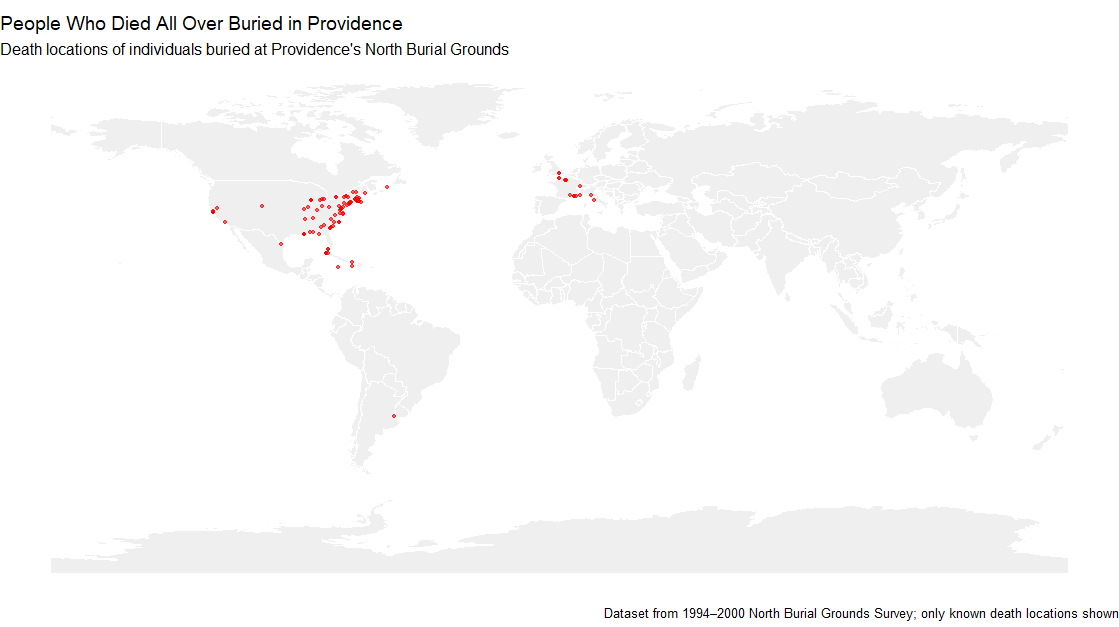 People Who Died All Over Buried in Providence
Death locations of individuals buried at Providence's North Burial Grounds
Dataset from 1994–2000 North Burial Grounds Survey; only known death locations shown